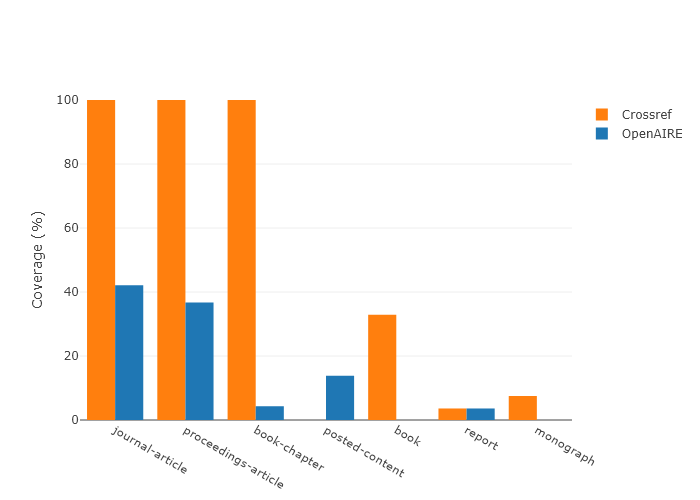 100
80
60
40
20
0
Coverage (%)
journal-article
proceedings-article
book-chapter
posted-content
book
report
monograph
Crossref
OpenAIRE